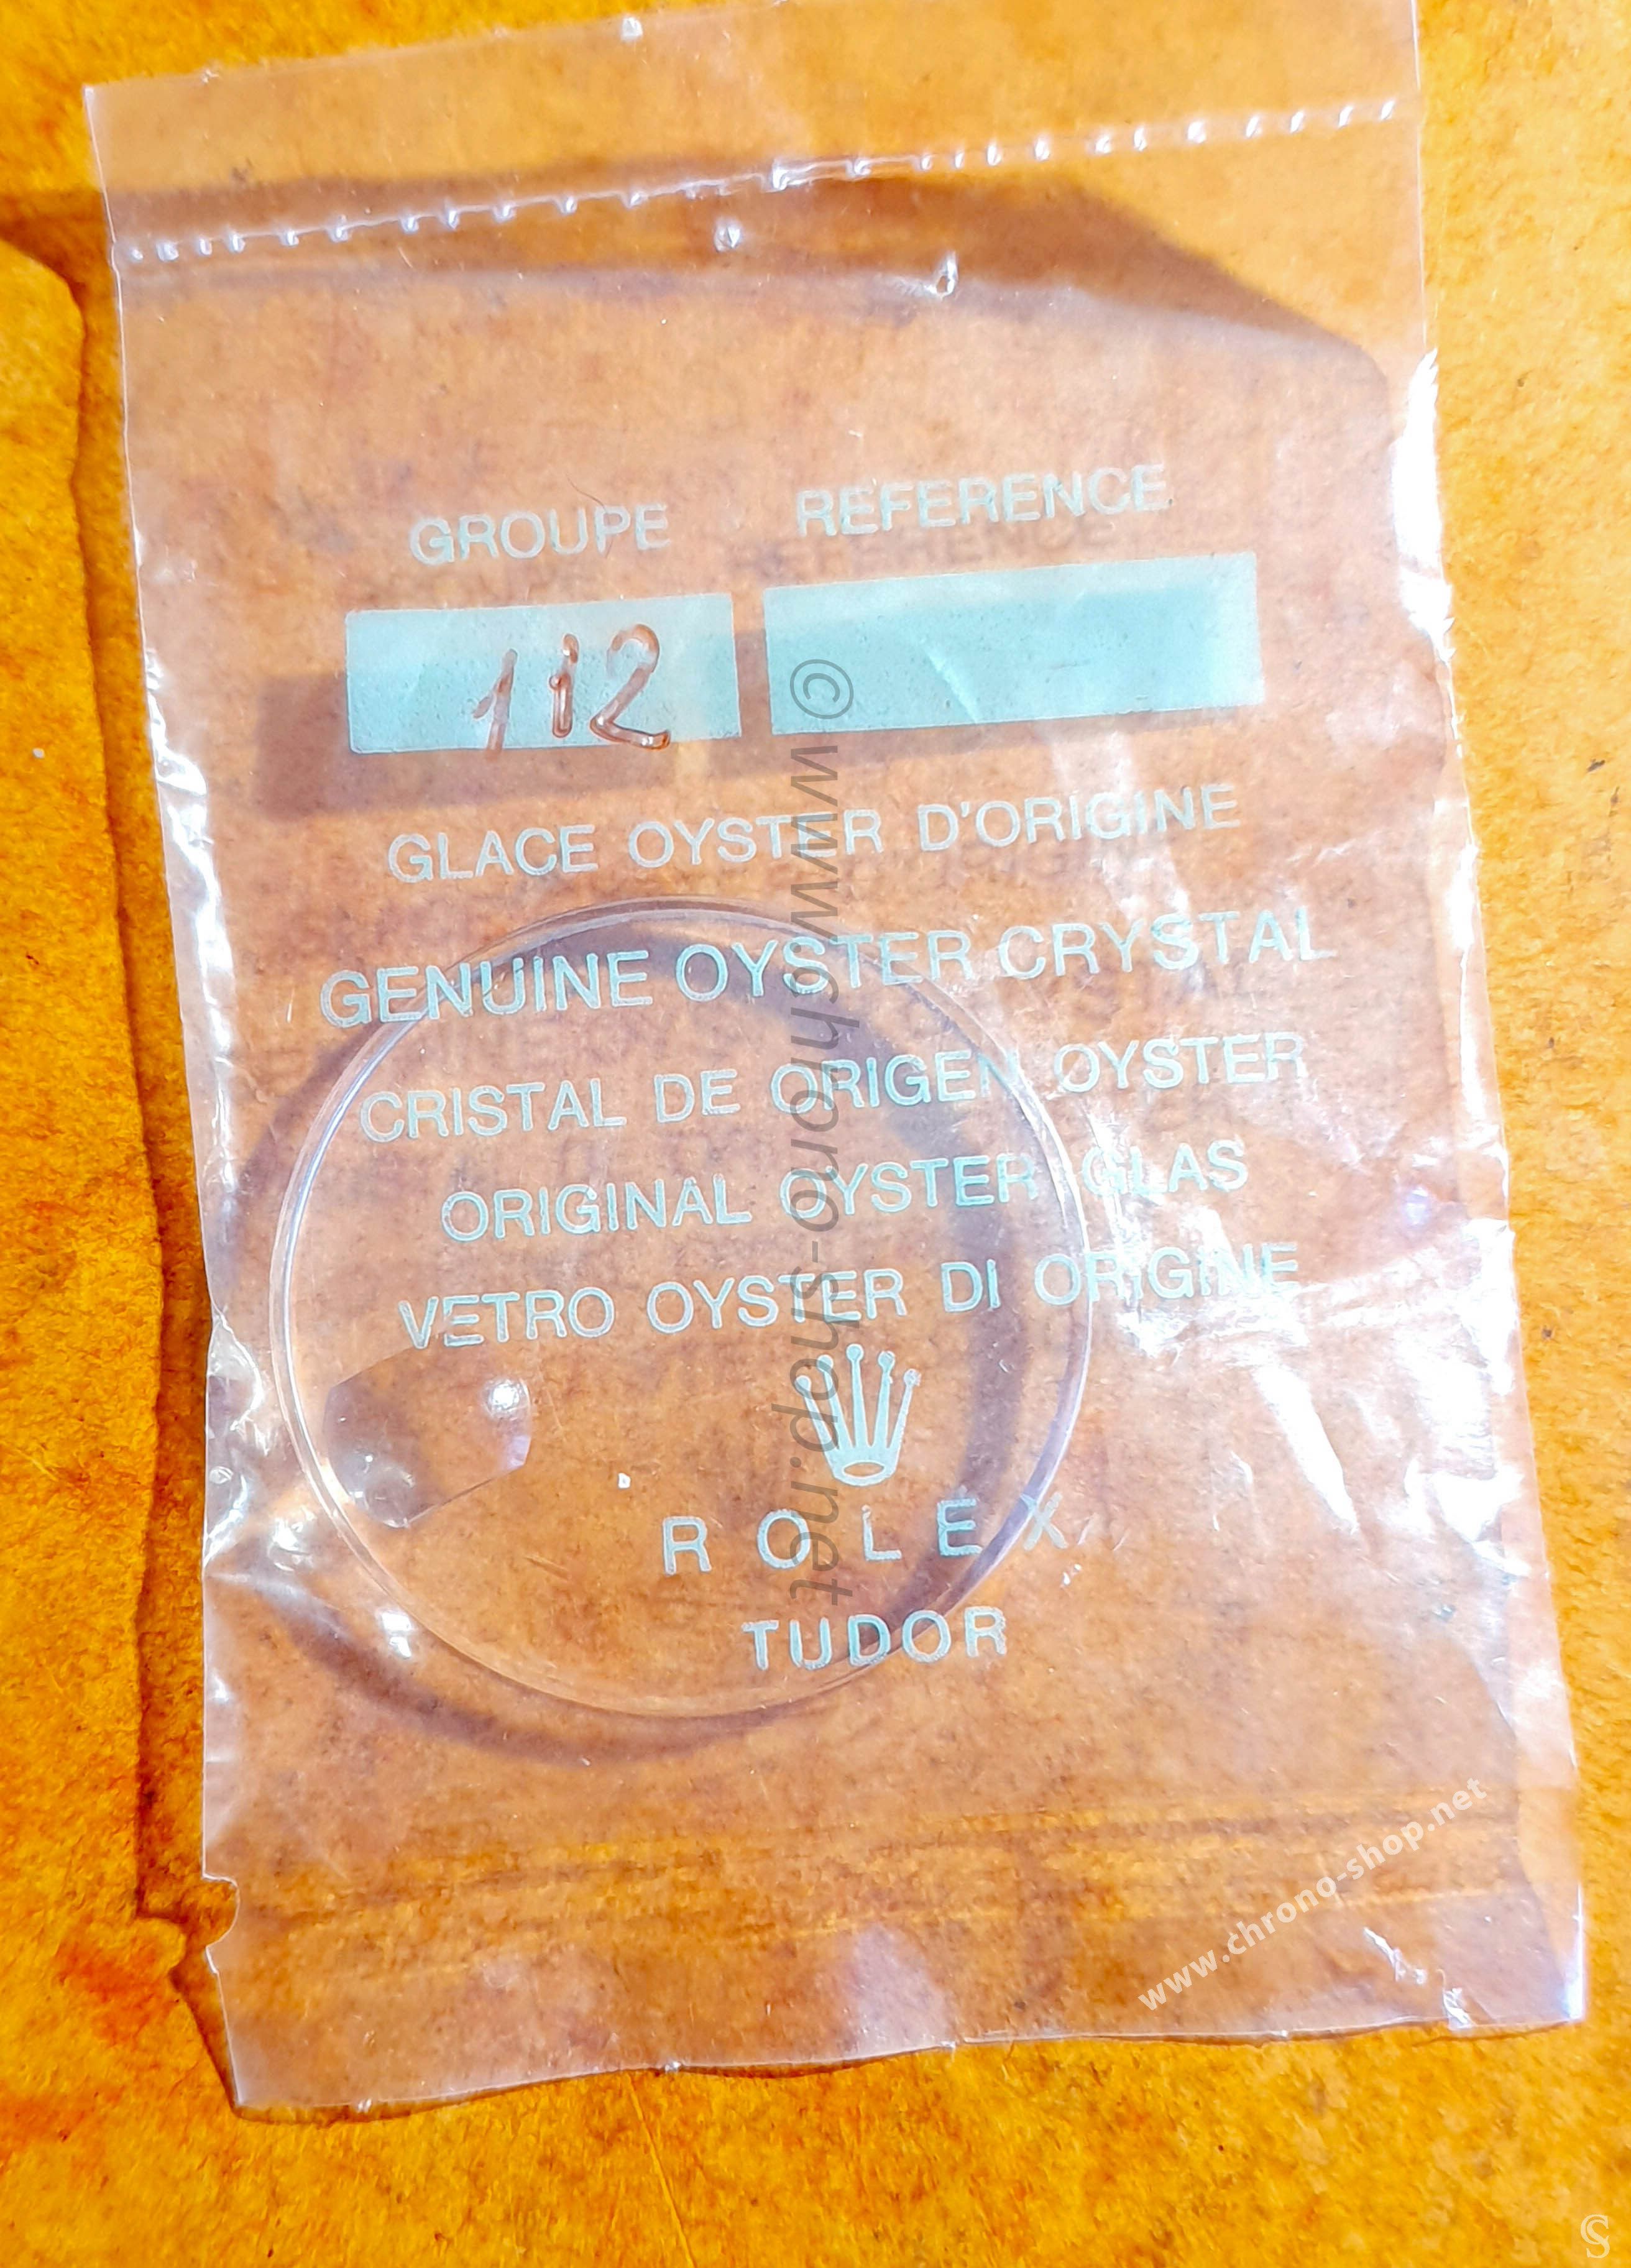 GROUPE REFERENCE
112
GLACE OYSTER D'ORIGINE
GENUINE OYSTER CRYSTAL
CRISTAL DE ORIGEN OYSTER
ORIGINAL OYSTER GLAS
VETRO OYSTER DI ORIGINE
ROLEX
TUDOR
© www.chrono-shop.net
www.chrono-shop.net
S